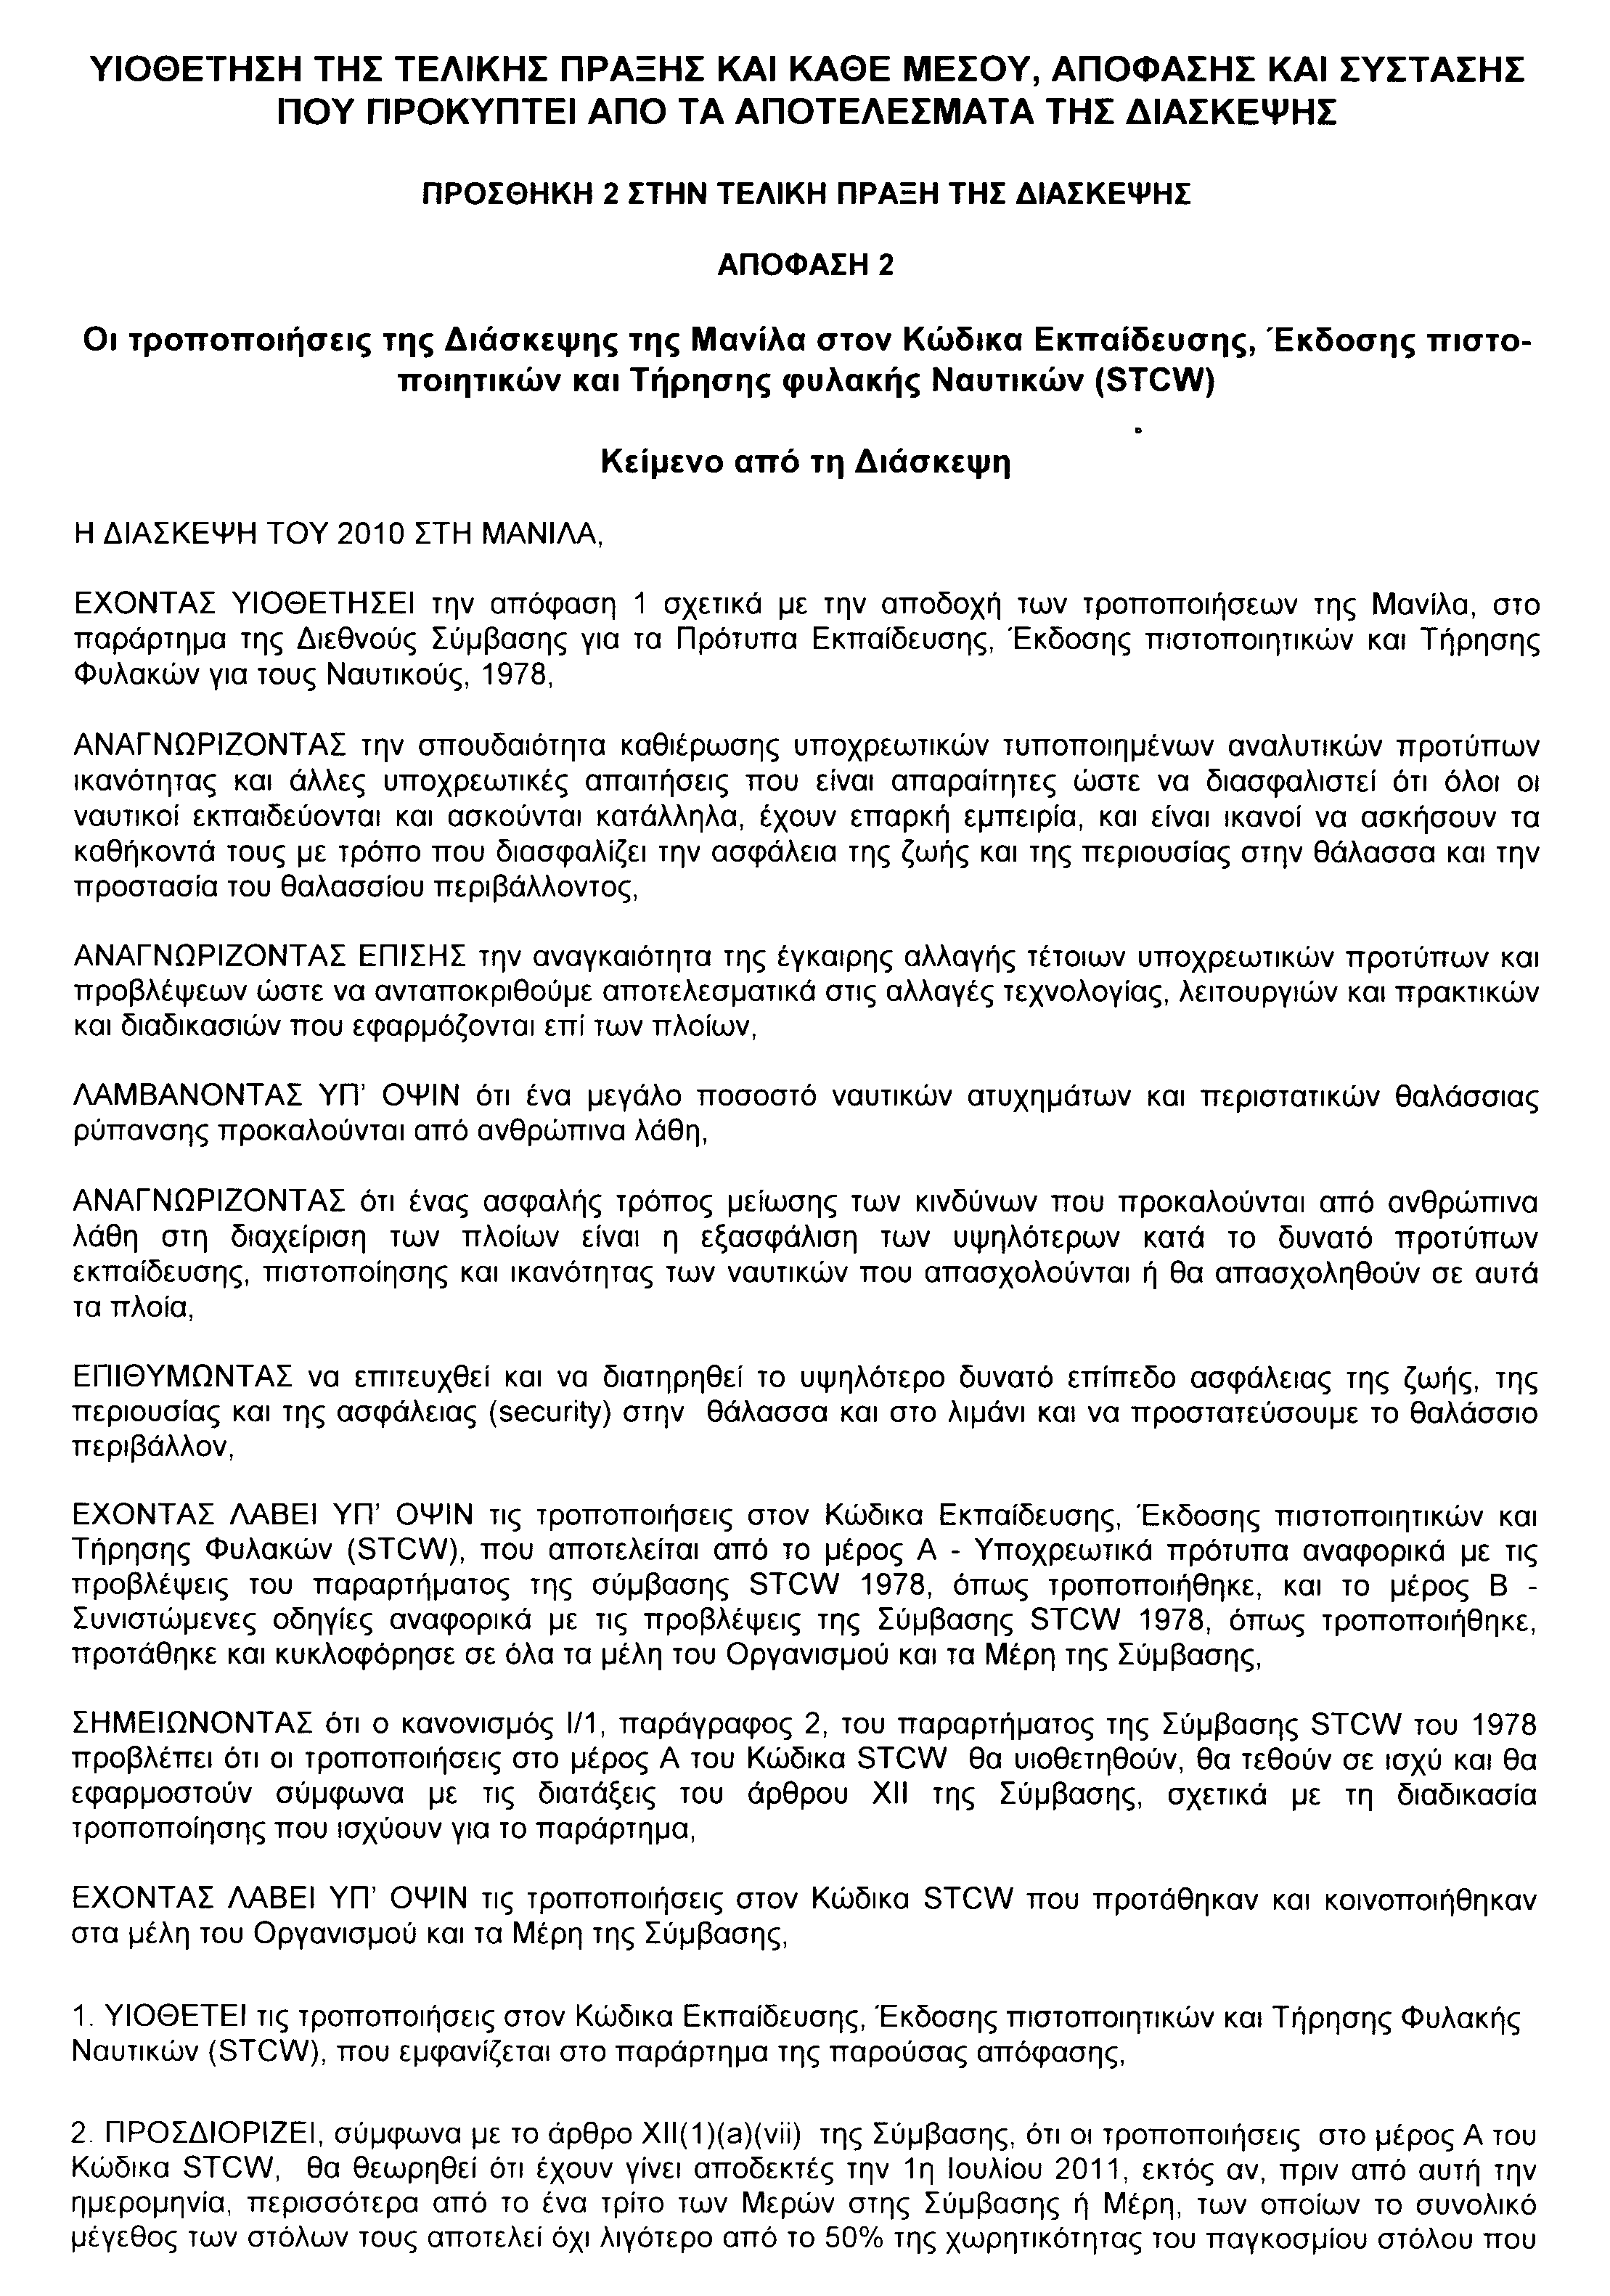 ΥΙΟΘΕΤΗΣΗ ΤΗΣ ΤΕΛΙΚΗΣ ΠΡΑΞΗΣ ΚΑΙ ΚΑΘΕ ΜΕΣΟΥ, ΑΠΟΦΑΣΗΣ ΚΑΙ ΣΥΣΤΑΣΗΣ
ΠΟΥ ΠΡΟΚΥΠΤΕΙ ΑΠΟ ΤΑ ΑΠΟΤΕΛΕΣΜΑΤΑ ΤΗΣ ΔΙΑΣΚΕΨΗΣ
ΠΡΟΣΘΗΚΗ 2 ΣΤΗΝ ΤΕΛΙΚΗ ΠΡΑΞΗ ΤΗΣ ΔΙΑΣΚΕΨΗΣ
ΑΠΟΦΑΣΗ 2
Οι τροποποιήσεις της Διάσκεψης της Μανίλα στον Κώδικα Εκπαίδευσης, Έκδοσης πιστο-
ποιητικών και Τήρησης φυλακής Ναυτικών (STCW)
Κείμενο από τη Διάσκεψη
Η ΔΙΑΣΚΕΨΗ ΤΟΥ 2010 ΣΤΗ ΜΑΝΙΛΑ,
ΕΧΟΝΤΑΣ ΥΙΟΘΕΤΗΣΕΙ την απόφαση 1 σχετικά με την αποδοχή των τροποποιήσεων της Μανίλα, στο
παράρτημα της Διεθνούς Σύμβασης για τα Πρότυπα Εκπαίδευσης, Έκδοσης πιστοποιητικών και Τήρησης
Φυλακών για τους Ναυτικούς, 1978,
ΑΝΑΓΝΩΡΙΖΟΝΤΑΣ την σπουδαιότητα καθιέρωσης υποχρεωτικών τυποποιημένων αναλυτικών προτύπων
ικανότητας και άλλες υποχρεωτικές απαιτήσεις που είναι απαραίτητες ώστε να διασφαλιστεί ότι όλοι οι
ναυτικοί εκπαιδεύονται και ασκούνται κατάλληλα, έχουν επαρκή εμπειρία, και είναι ικανοί να ασκήσουν τα
καθήκοντά τους με τρόπο που διασφαλίζει την ασφάλεια της ζωής και της περιουσίας στην θάλασσα και την
προστασία του θαλασσίου περιβάλλοντος,
ΑΝΑΓΝΩΡΙΖΟΝΤΑΣ ΕΠΙΣΗΣ την αναγκαιότητα της έγκαιρης αλλαγής τέτοιων υποχρεωτικών προτύπων και
προβλέψεων ώστε να ανταποκριθούμε αποτελεσματικά στις αλλαγές τεχνολογίας, λειτουργιών και πρακτικών
και διαδικασιών που εφαρμόζονται επί των πλοίων,
ΛΑΜΒΑΝΟΝΤΑΣ ΥΠ’ ΟΨΙΝ ότι ένα μεγάλο ποσοστό ναυτικών ατυχημάτων και περιστατικών θαλάσσιας
ρύπανσης προκαλούνται από ανθρώπινα λάθη,
ΑΝΑΓΝΩΡΙΖΟΝΤΑΣ ότι ένας ασφαλής τρόπος μείωσης των κινδύνων που προκαλούνται από ανθρώπινα
λάθη στη διαχείριση των πλοίων είναι η εξασφάλιση των υψηλότερων κατά το δυνατό προτύπων
εκπαίδευσης, πιστοποίησης και ικανότητας των ναυτικών που απασχολούνται ή θα απασχοληθούν σε αυτά
τα πλοία,
ΕΠΙΘΥΜΩΝΤΑΣ να επιτευχθεί και να διατηρηθεί το υψηλότερο δυνατό επίπεδο ασφάλειας της ζωής, της
περιουσίας και της ασφάλειας (security) στην θάλασσα και στο λιμάνι και να προστατεύσουμε το θαλάσσιο
περιβάλλον,
ΕΧΟΝΤΑΣ ΛΑΒΕΙ ΥΠ’ ΟΨΙΝ τις τροποποιήσεις στον Κώδικα Εκπαίδευσης, Έκδοσης πιστοποιητικών και
Τήρησης Φυλακών (STCW), που αποτελείται από το μέρος Α - Υποχρεωτικά πρότυπα αναφορικά με τις
προβλέψεις του παραρτήματος της σύμβασης STCW 1978, όπως τροποποιήθηκε, και το μέρος Β -
Συνιστώμενες οδηγίες αναφορικά με τις προβλέψεις της Σύμβασης STCW 1978, όπως τροποποιήθηκε,
προτάθηκε και κυκλοφόρησε σε όλα τα μέλη του Οργανισμού και τα Μέρη της Σύμβασης,
ΣΗΜΕΙΩΝΟΝΤΑΣ ότι ο κανονισμός I/1, παράγραφος 2, του παραρτήματος της Σύμβασης STCW του 1978
προβλέπει ότι οι τροποποιήσεις στο μέρος Α του Κώδικα STCW θα υιοθετηθούν, θα τεθούν σε ισχύ και θα
εφαρμοστούν σύμφωνα με τις διατάξεις του άρθρου XII της Σύμβασης, σχετικά με τη διαδικασία
τροποποίησης που ισχύουν για το παράρτημα,
ΕΧΟΝΤΑΣ ΛΑΒΕΙ ΥΠ’ ΟΨΙΝ τις τροποποιήσεις στον Κώδικα STCW που προτάθηκαν και κοινοποιήθηκαν
στα μέλη του Οργανισμού και τα Μέρη της Σύμβασης,
1. ΥΙΟΘΕΤΕΙ τις τροποποιήσεις στον Κώδικα Εκπαίδευσης, Έκδοσης πιστοποιητικών και Τήρησης Φυλακής
Ναυτικών (STCW), που εμφανίζεται στο παράρτημα της παρούσας απόφασης,
2. ΠΡΟΣΔΙΟΡΙΖΕΙ, σύμφωνα με το άρθρο XII(1)(a)(vii) της Σύμβασης, ότι οι τροποποιήσεις στο μέρος Α του
Κώδικα STCW, θα θεωρηθεί ότι έχουν γίνει αποδεκτές την 1η Ιουλίου 2011, εκτός αν, πριν από αυτή την
ημερομηνία, περισσότερα από το ένα τρίτο των Μερών στης Σύμβασης ή Μέρη, των οποίων το συνολικό
μέγεθος των στόλων τους αποτελεί όχι λιγότερο από το 50% της χωρητικότητας του παγκοσμίου στόλου που